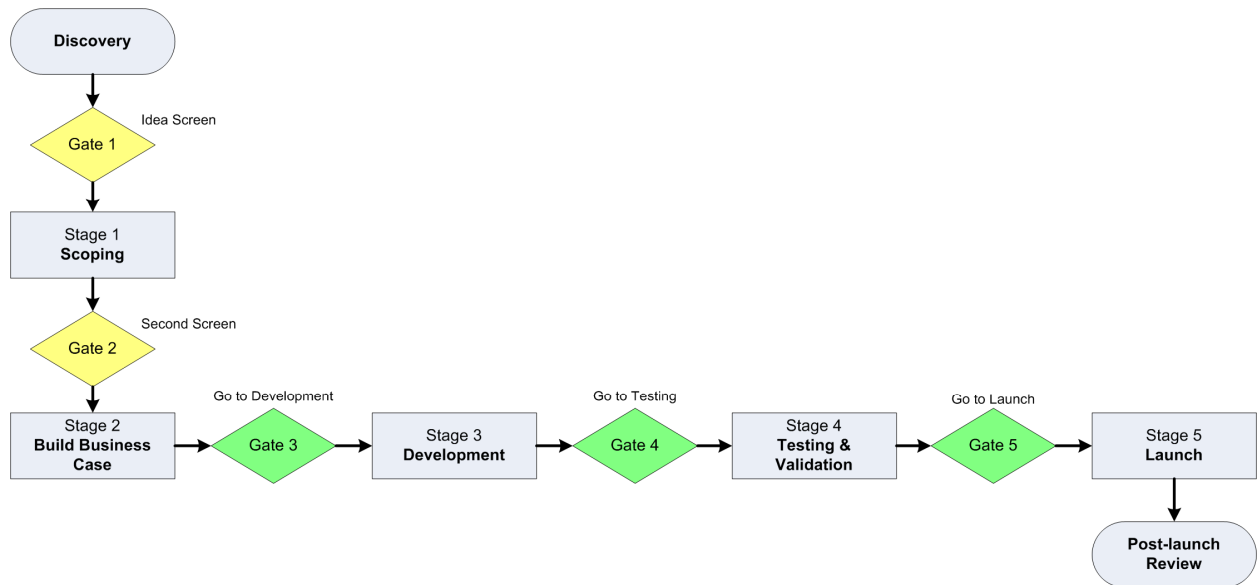 Discovery
Idea Screen
Gate 1
Stage 1
Scoping
Second Screen
Gate 2
Stage 2
Build Business
Case
Go to Development
Gate 3
Stage 3
Development
Go to Testing
Gate 4
Stage 4
Testing &
Validation
Go to Launch
Gate 5
Stage 5
Launch
Post-launch
Review